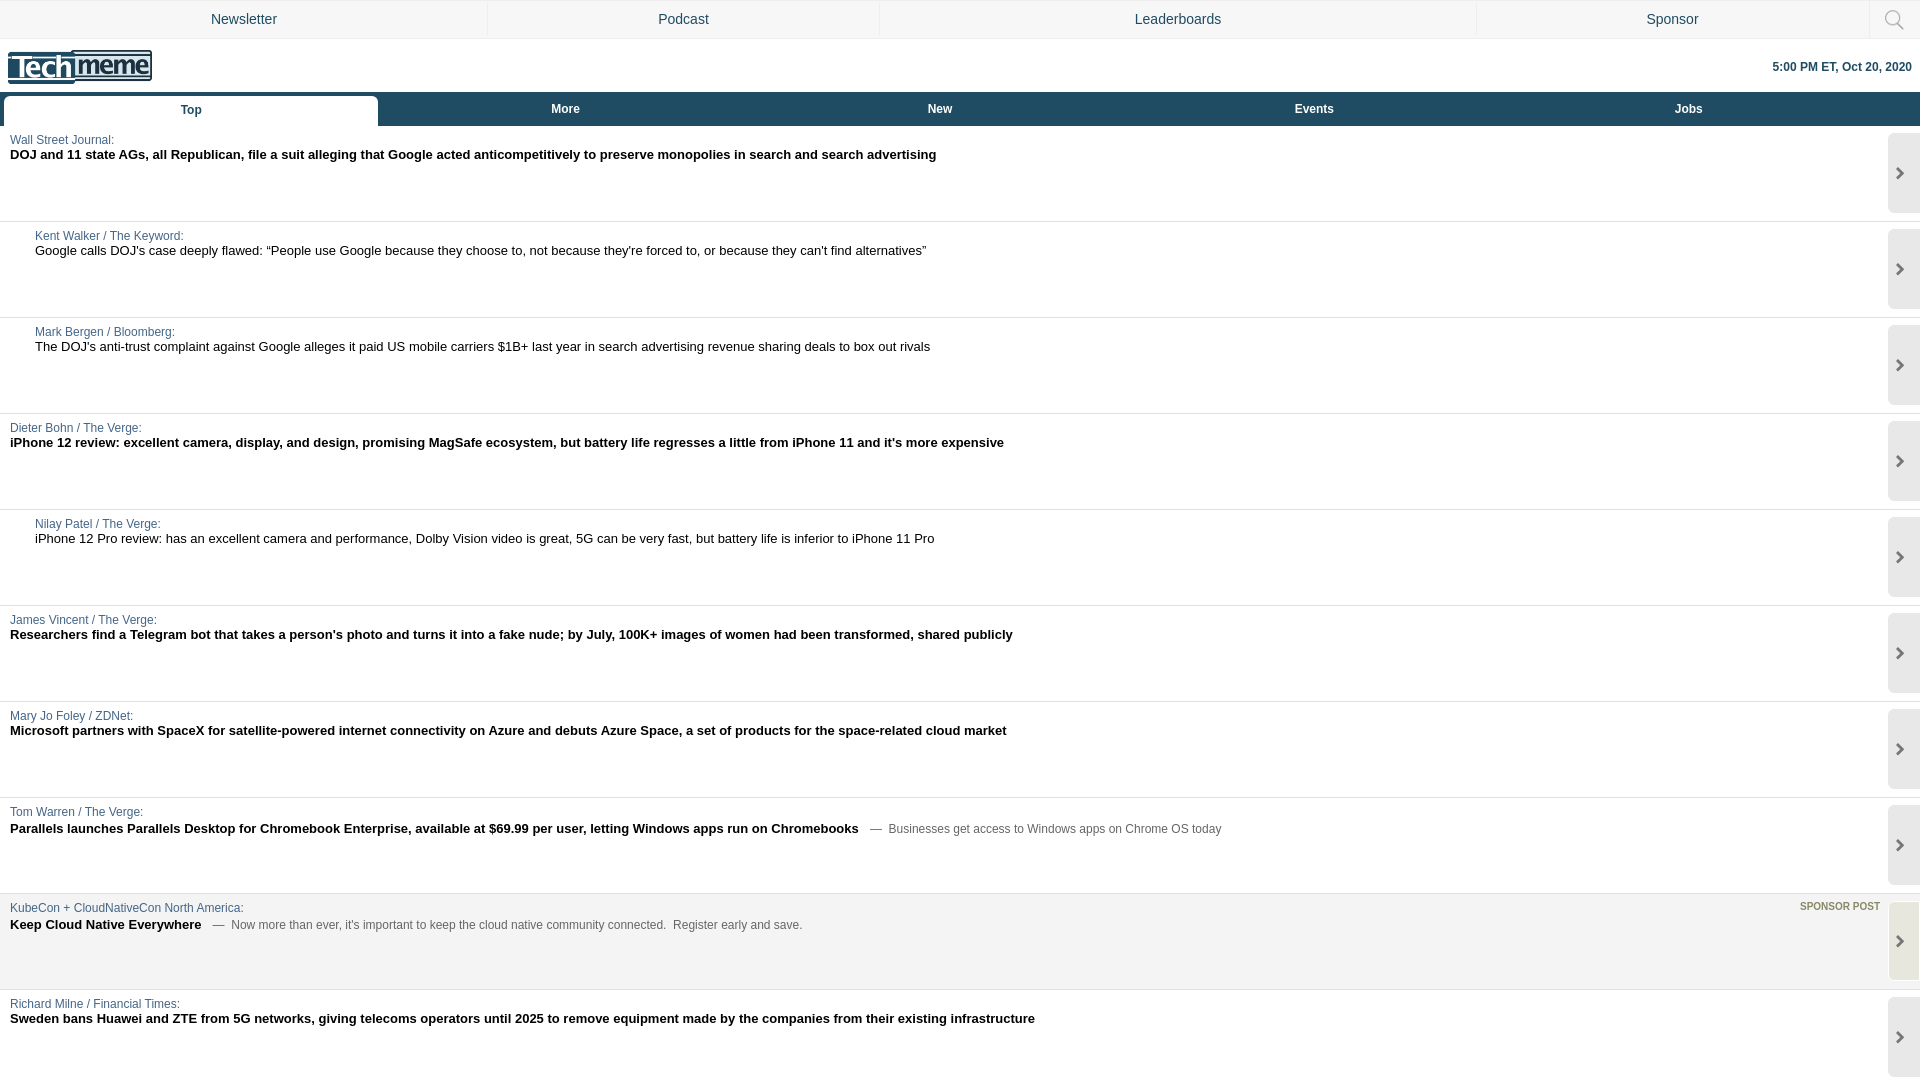 Newsletter
Podcast
Leaderboards
Sponsor
Techmeme
5:00 PM ET, Oct 20, 2020
Top
More
New
Events
Jobs
Wall Street Journal:
DOJ and 11 state AGs, all Republican, file a suit alleging that Google acted anticompetitively to preserve monopolies in search and search advertising
Kent Walker / The Keyword:
Google calls DOJ's case deeply flawed: “People use Google because they choose to, not because they're forced to, or because they can't find alternatives”
Mark Bergen / Bloomberg:
The DOJ's anti-trust complaint against Google alleges it paid US mobile carriers $1B+ last year in search advertising revenue sharing deals to box out rivals
Dieter Bohn / The Verge:
iPhone 12 review: excellent camera, display, and design, promising MagSafe ecosystem, but battery life regresses a little from iPhone 11 and it's more expensive
Nilay Patel / The Verge:
iPhone 12 Pro review: has an excellent camera and performance, Dolby Vision video is great, 5G can be very fast, but battery life is inferior to iPhone 11 Pro
James Vincent / The Verge:
Researchers find a Telegram bot that takes a person's photo and turns it into a fake nude; by July, 100K+ images of women had been transformed, shared publicly
Mary Jo Foley / ZDNet:
Microsoft partners with SpaceX for satellite-powered internet connectivity on Azure and debuts Azure Space, a set of products for the space-related cloud market
Tom Warren / The Verge:
Parallels launches Parallels Desktop for Chromebook Enterprise, available at $69.99 per user, letting Windows apps run on Chromebooks — Businesses get access to Windows apps on Chrome OS today
KubeCon + CloudNativeCon North America:
SPONSOR POST
Keep Cloud Native Everywhere — Now more than ever, it's important to keep the cloud native community connected. Register early and save.
Richard Milne / Financial Times:
Sweden bans Huawei and ZTE from 5G networks, giving telecoms operators until 2025 to remove equipment made by the companies from their existing infrastructure